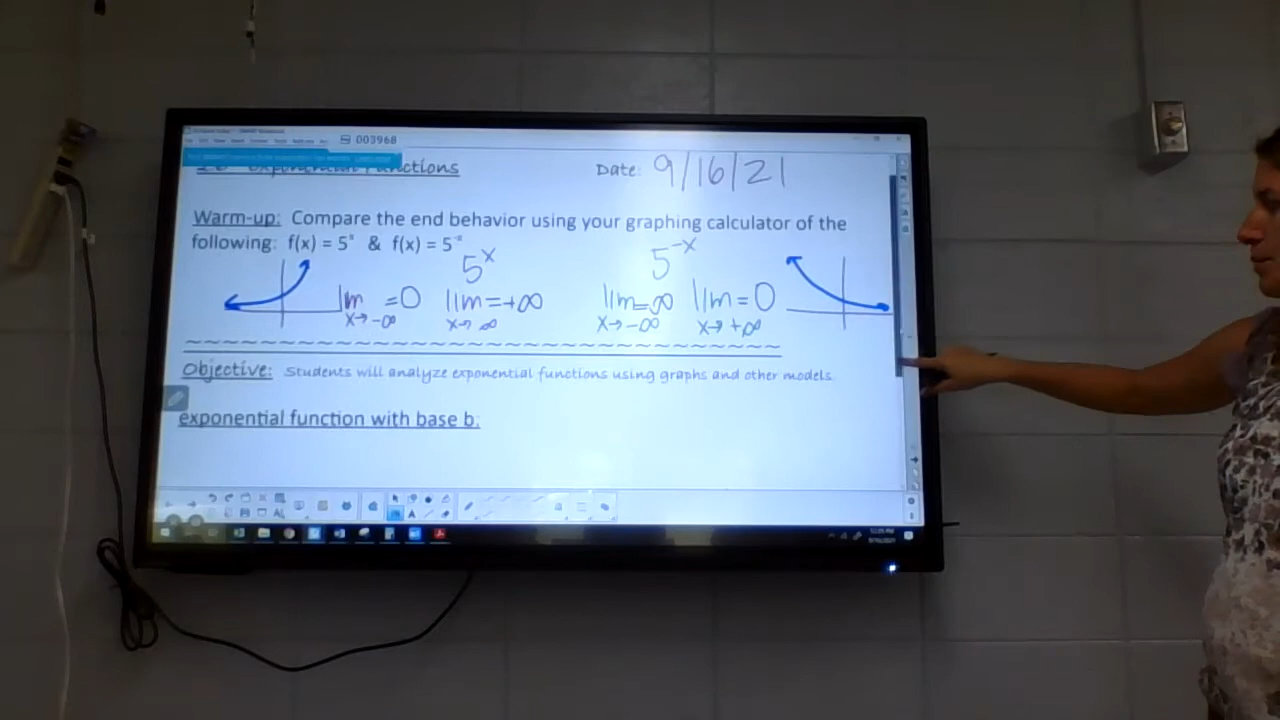 003968
Exponential Functions Date: 9/16/21
Warm-up: Compare the end behavior using your graphing calculator of the
following: f(x) = 5ˣ & f(x) = 5⁻ˣ
5ˣ 5⁻ˣ
lim = 0 lim = +∞ lim = ∞ lim = 0
x→-∞ x→∞ x→-∞ x→+∞
~~~~~~~~~~~~~~~~~~~~~~~~~~~~~~~~~~~
Objective: Students will analyze exponential functions using graphs and other models.
exponential function with base b: